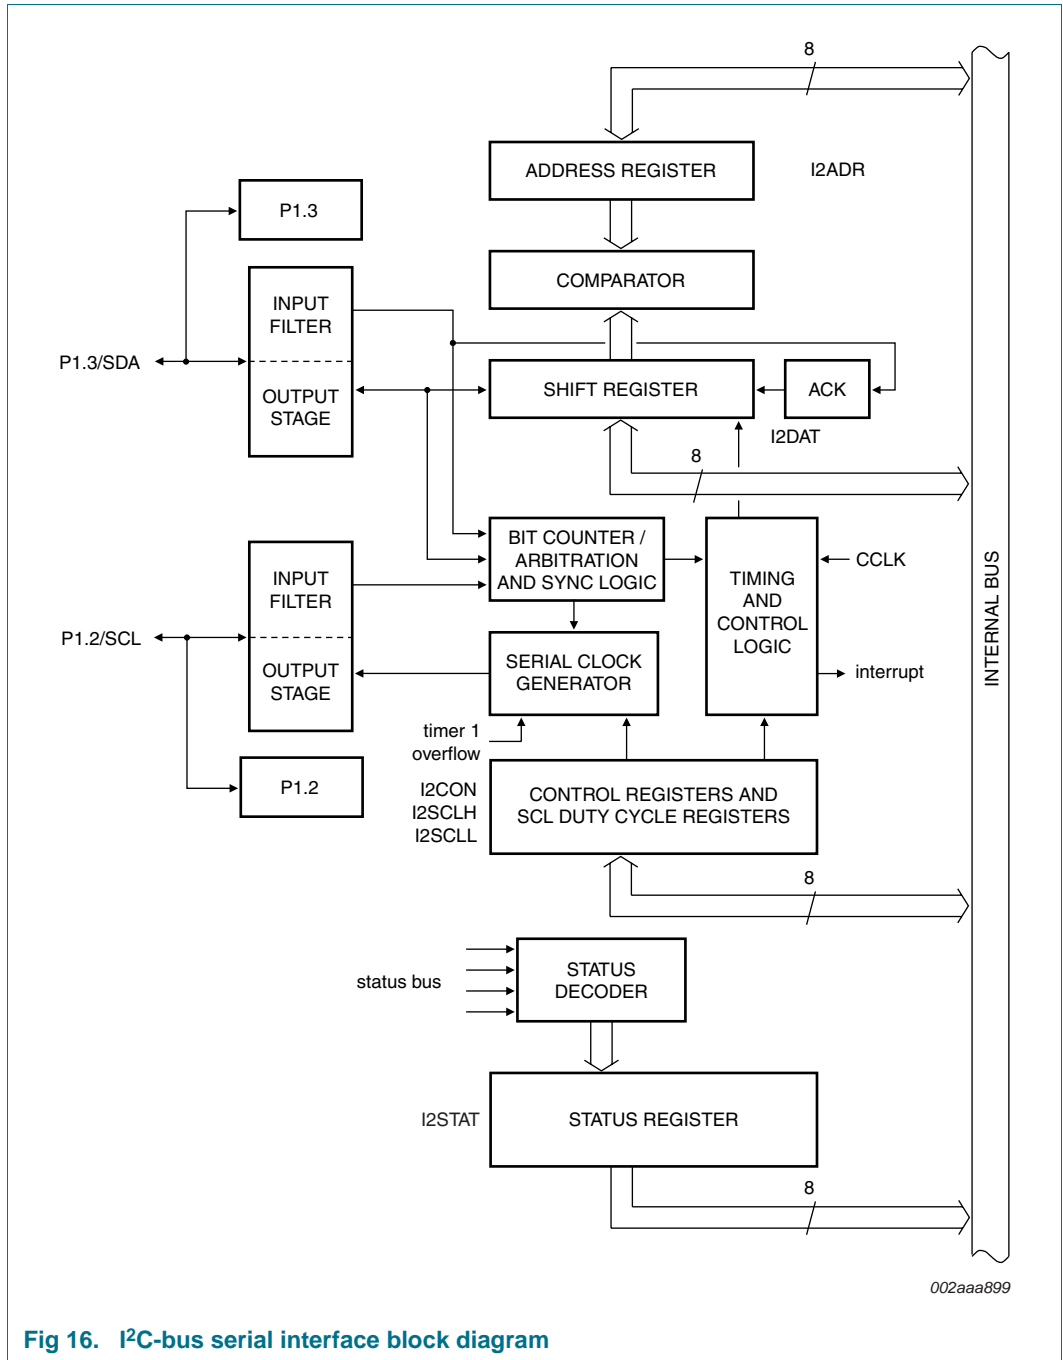 8
ADDRESS REGISTER
I2ADR
P1.3
COMPARATOR
INPUT
FILTER
P1.3/SDA
OUTPUT
STAGE
SHIFT REGISTER
ACK
I2DAT
8
BIT COUNTER /
ARBITRATION
AND SYNC LOGIC
INPUT
FILTER
TIMING
AND
CONTROL
LOGIC
CCLK
INTERNAL BUS
P1.2/SCL
OUTPUT
STAGE
SERIAL CLOCK
GENERATOR
interrupt
timer 1
overflow
P1.2
I2CON
I2SCLH
I2SCLL
CONTROL REGISTERS AND
SCL DUTY CYCLE REGISTERS
8
status bus
STATUS
DECODER
I2STAT
STATUS REGISTER
8
002aaa899
Fig 16. I²C-bus serial interface block diagram